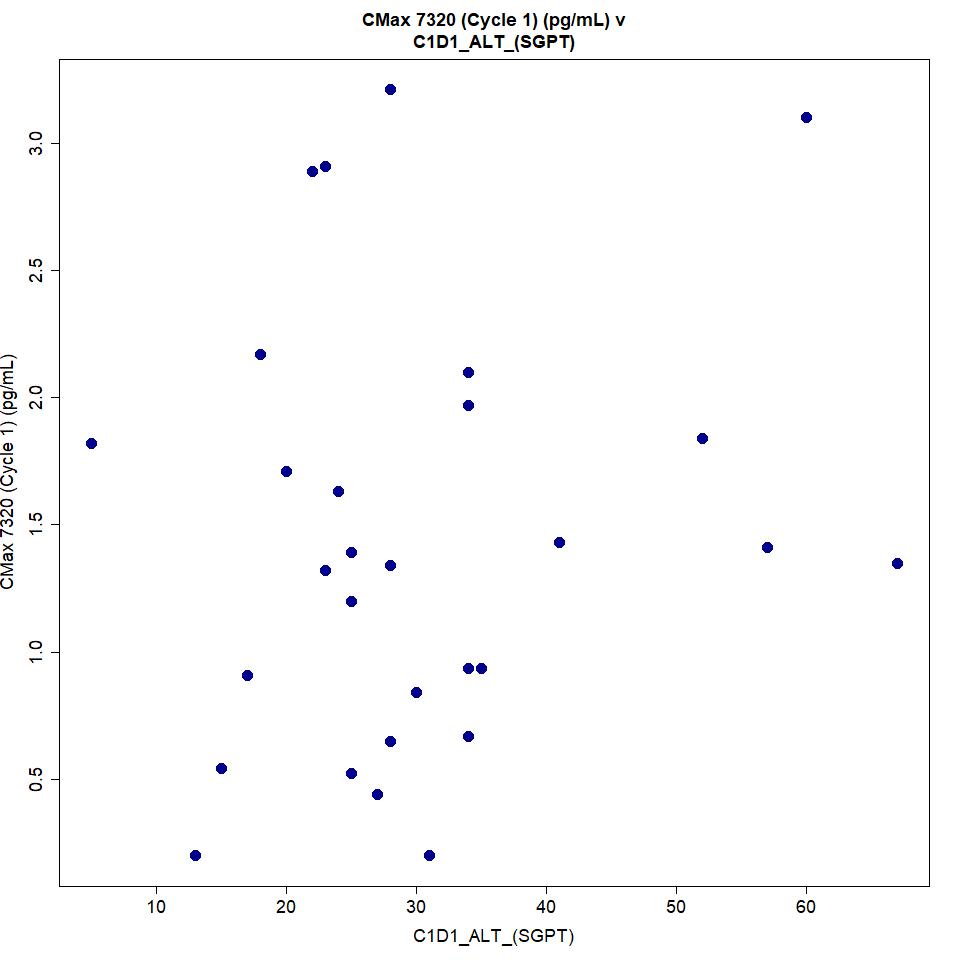 CMax 7320 (Cycle 1) (pg/mL) v
C1D1_ALT_(SGPT)
3.0
2.5
2.0
1.5
1.0
0.5
CMax 7320 (Cycle 1) (pg/mL)
10 20 30 40 50 60
C1D1_ALT_(SGPT)